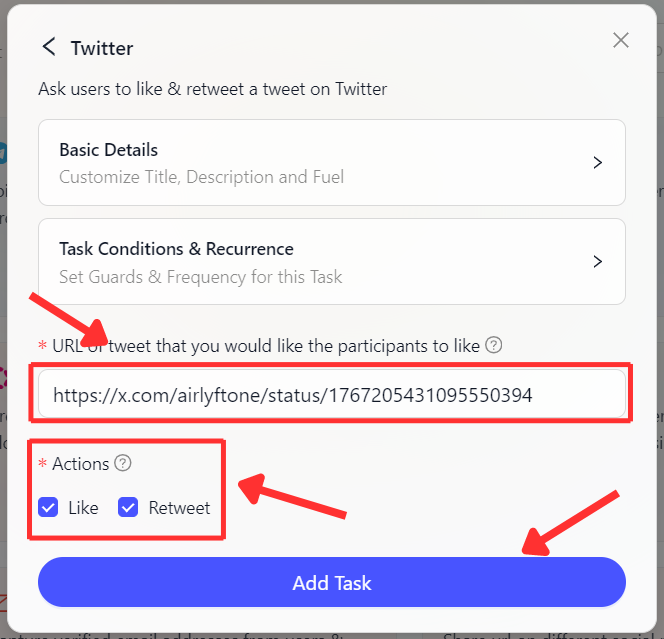 Twitter
Ask users to like & retweet a tweet on Twitter
Basic Details
Customize Title, Description and Fuel
Task Conditions & Recurrence
Set Guards & Frequency for this Task
* URL of tweet that you would like the participants to like
https://x.com/airlyftone/status/1767205431095550394
* Actions
Like Retweet
Add Task